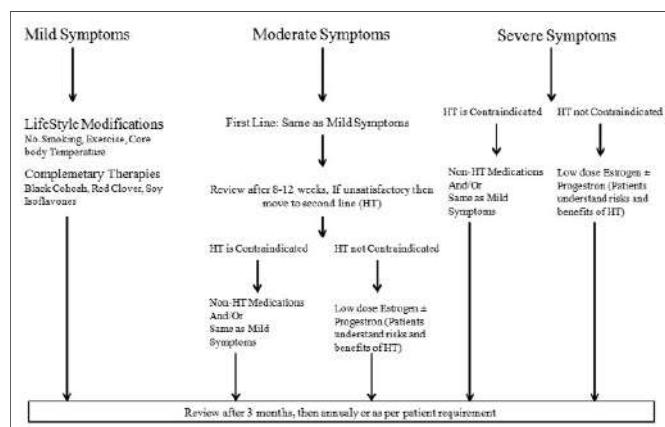 Mild Symptoms
LifeStyle Modifications
No Smoking, Exercise, Core
body Temperature
Complemetary Therapies
Black Cohosh, Red Clover, Soy
Isoflavones
Moderate Symptoms
First Line: Same as Mild Symptoms
Review after 8-12 weeks, If unsatisfactory then
move to second line (HT)
HT is Contraindicated
Non-HT Medications
And/Or
Same as Mild
Symptoms
HT not Contraindicated
Low dose Estrogen ±
Progestron (Patients
understand risks and
benefits of HT)
Severe Symptoms
HT is Contraindicated
Non-HT Medications
And/Or
Same as Mild
Symptoms
HT not Contraindicated
Low dose Estrogen ±
Progestron (Patients
understand risks and
benefits of HT)
Review after 3 months, then annualy or as per patient requirement